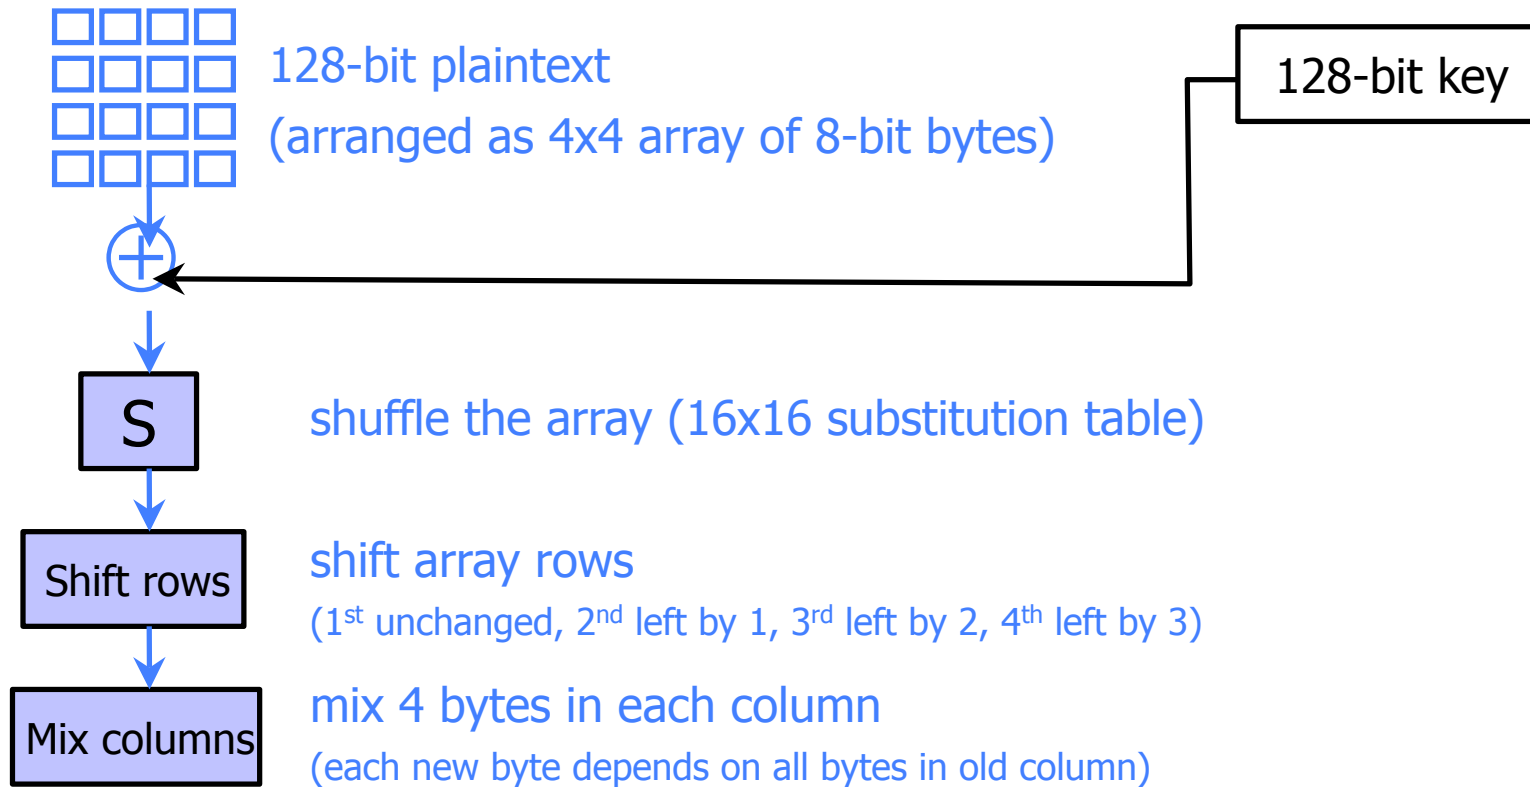 128-bit plaintext
(arranged as 4x4 array of 8-bit bytes)
128-bit key
S
shuffle the array (16x16 substitution table)
Shift rows
shift array rows
(1st unchanged, 2nd left by 1, 3rd left by 2, 4th left by 3)
Mix columns
mix 4 bytes in each column
(each new byte depends on all bytes in old column)